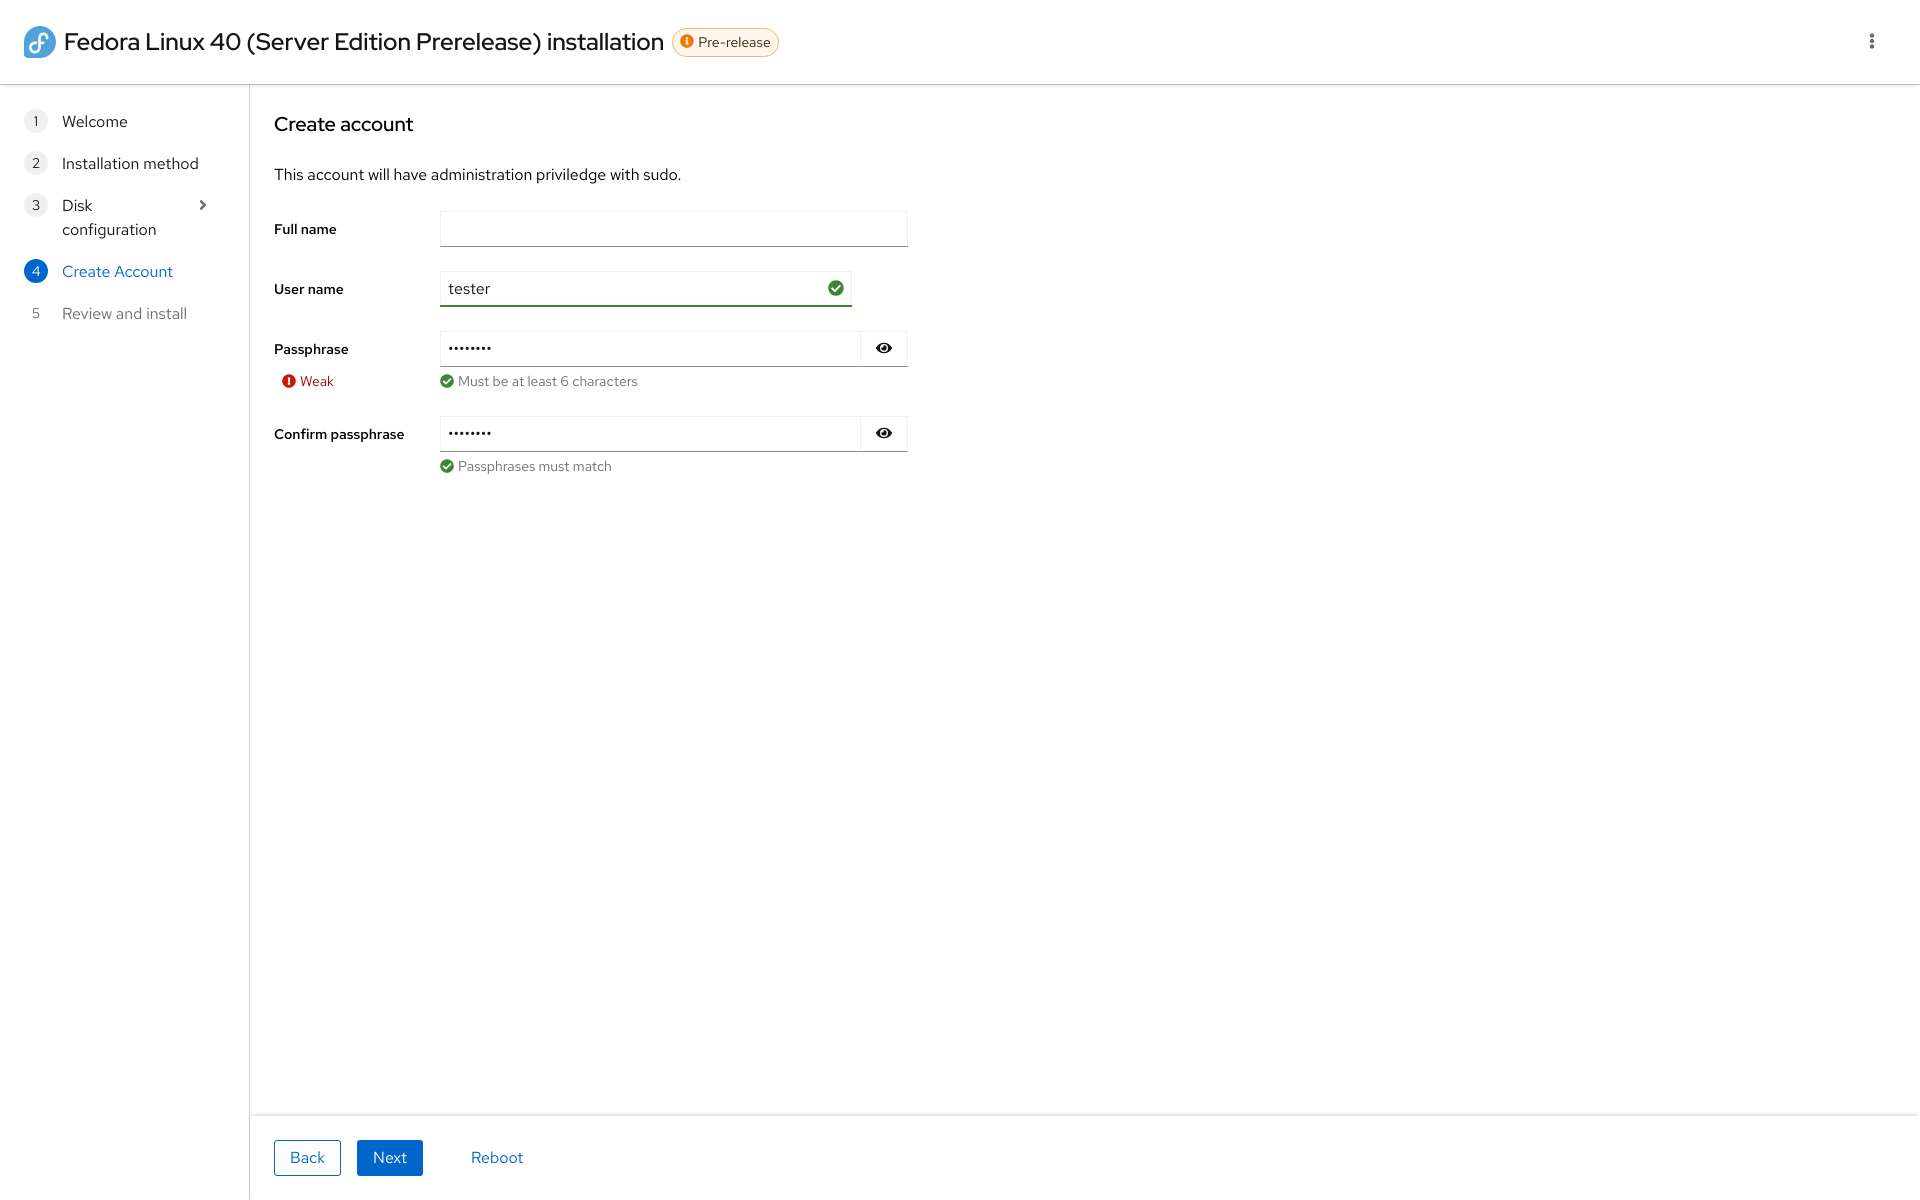 Fedora Linux 40 (Server Edition Prerelease) installation
Pre-release
1 Welcome
2 Installation method
3 Disk
configuration
4 Create Account
5 Review and install
Create account
This account will have administration priviledge with sudo.
Full name
User name
tester
Passphrase
••••••••
Weak
Must be at least 6 characters
Confirm passphrase
••••••••
Passphrases must match
Back
Next
Reboot